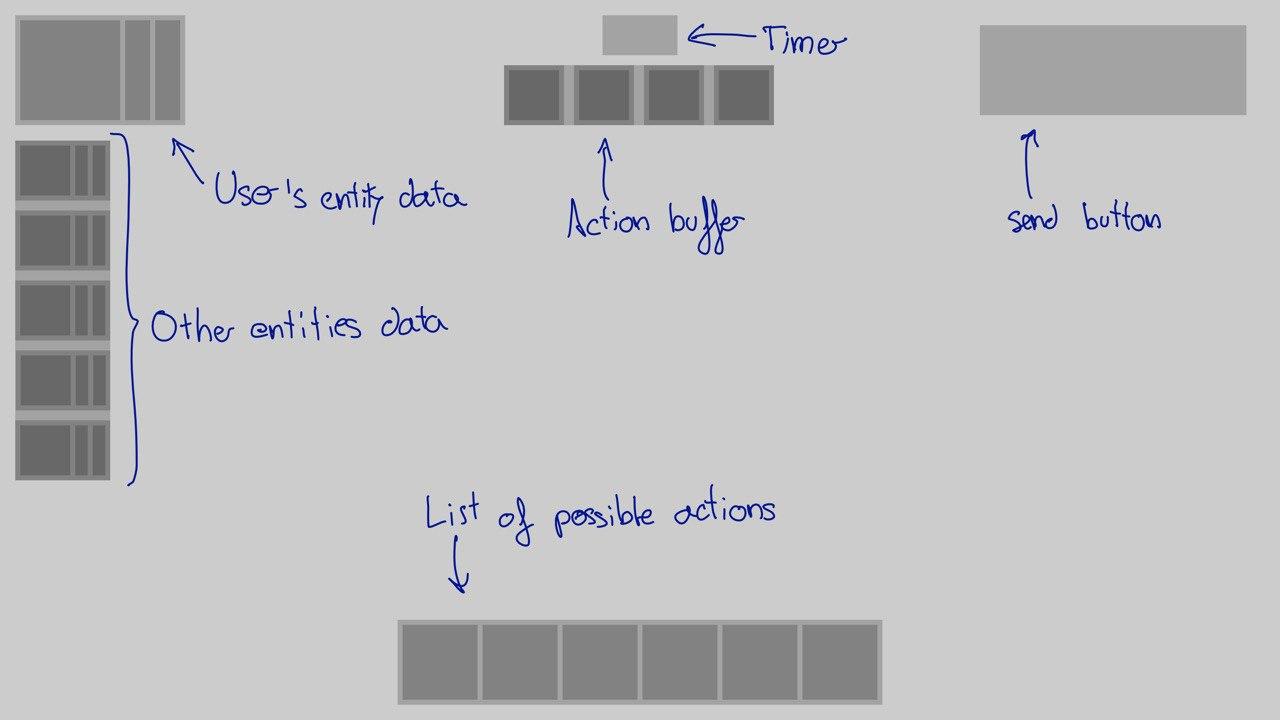 Timer
User's entity data
Action buffer
send button
Other entities data
List of possible actions